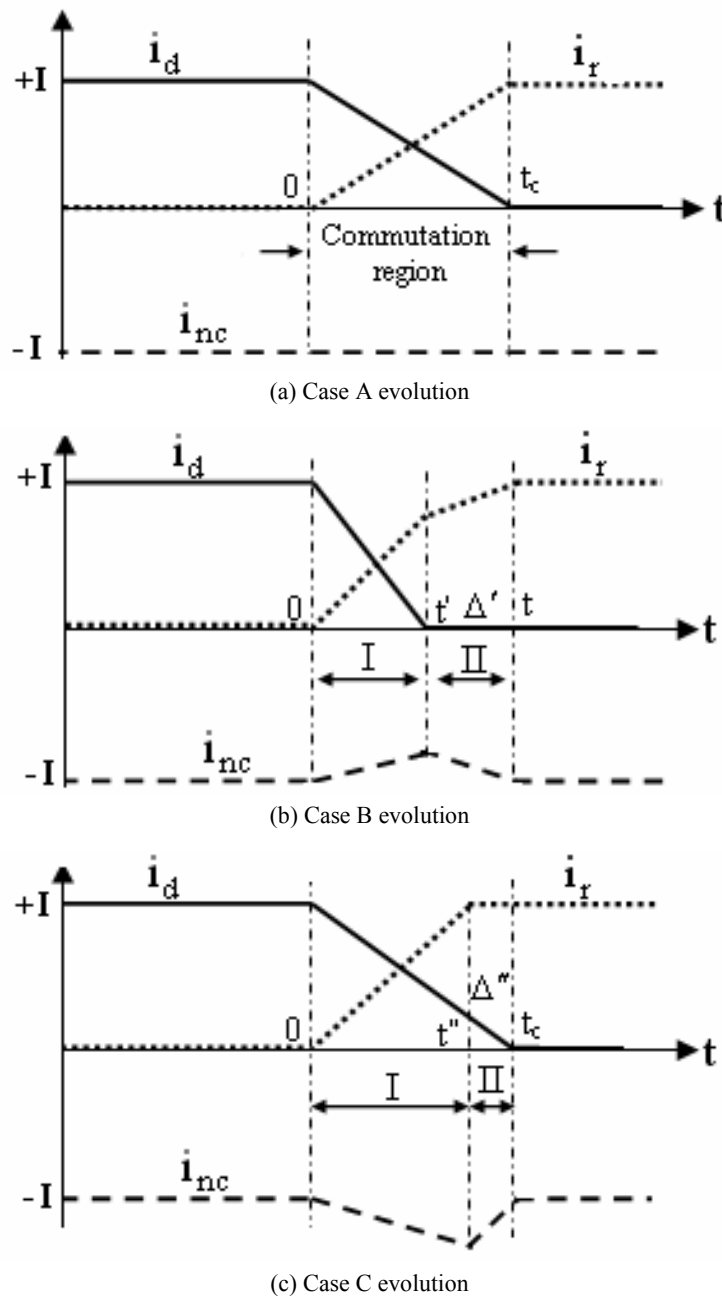 +I i_d i_r
0 t_c t
Commutation
region
-I i_nc
(a) Case A evolution
+I i_d i_r
0 t' Δ' t t
I II
-I i_nc
(b) Case B evolution
+I i_d i_r
Δ"
0 t" t_c t
I II
-I i_nc
(c) Case C evolution